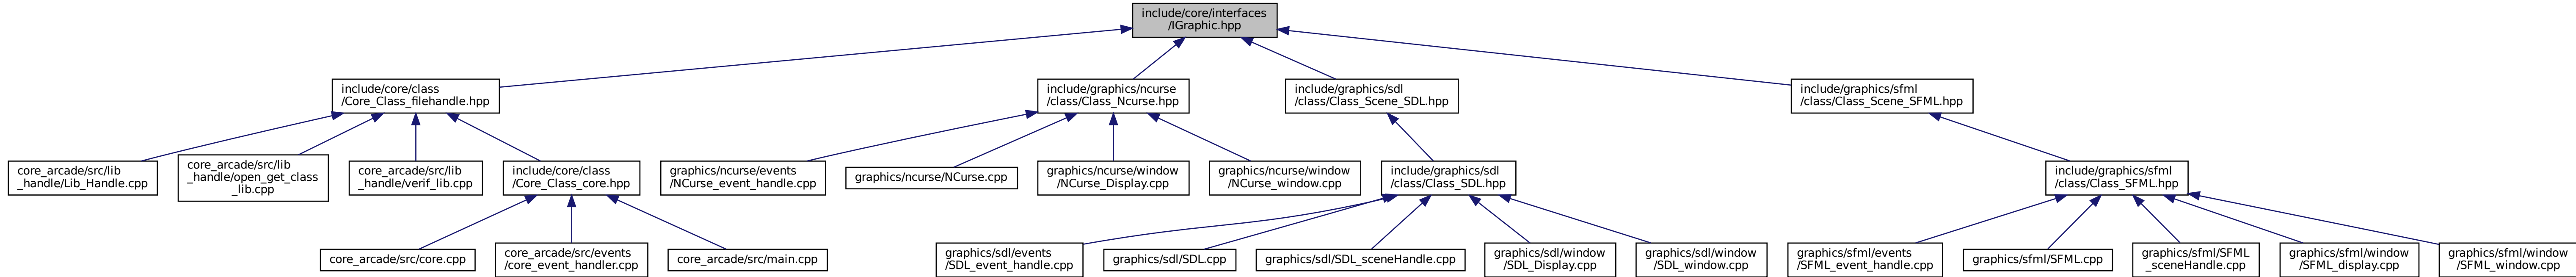 include/core/interfaces
/IGraphic.hpp
include/core/class
/Core_Class_filehandle.hpp
include/graphics/ncurse
/class/Class_Ncurse.hpp
include/graphics/sdl
/class/Class_Scene_SDL.hpp
include/graphics/sfml
/class/Class_Scene_SFML.hpp
core_arcade/src/lib
_handle/Lib_Handle.cpp
core_arcade/src/lib
_handle/open_get_class
_lib.cpp
core_arcade/src/lib
_handle/verif_lib.cpp
include/core/class
/Core_Class_core.hpp
graphics/ncurse/events
/NCurse_event_handle.cpp
graphics/ncurse/NCurse.cpp
graphics/ncurse/window
/NCurse_Display.cpp
graphics/ncurse/window
/NCurse_window.cpp
include/graphics/sdl
/class/Class_SDL.hpp
include/graphics/sfml
/class/Class_SFML.hpp
core_arcade/src/core.cpp
core_arcade/src/events
/core_event_handler.cpp
core_arcade/src/main.cpp
graphics/sdl/events
/SDL_event_handle.cpp
graphics/sdl/SDL.cpp
graphics/sdl/SDL_sceneHandle.cpp
graphics/sdl/window
/SDL_Display.cpp
graphics/sdl/window
/SDL_window.cpp
graphics/sfml/events
/SFML_event_handle.cpp
graphics/sfml/SFML.cpp
graphics/sfml/SFML
_sceneHandle.cpp
graphics/sfml/window
/SFML_display.cpp
graphics/sfml/window
/SFML_window.cpp